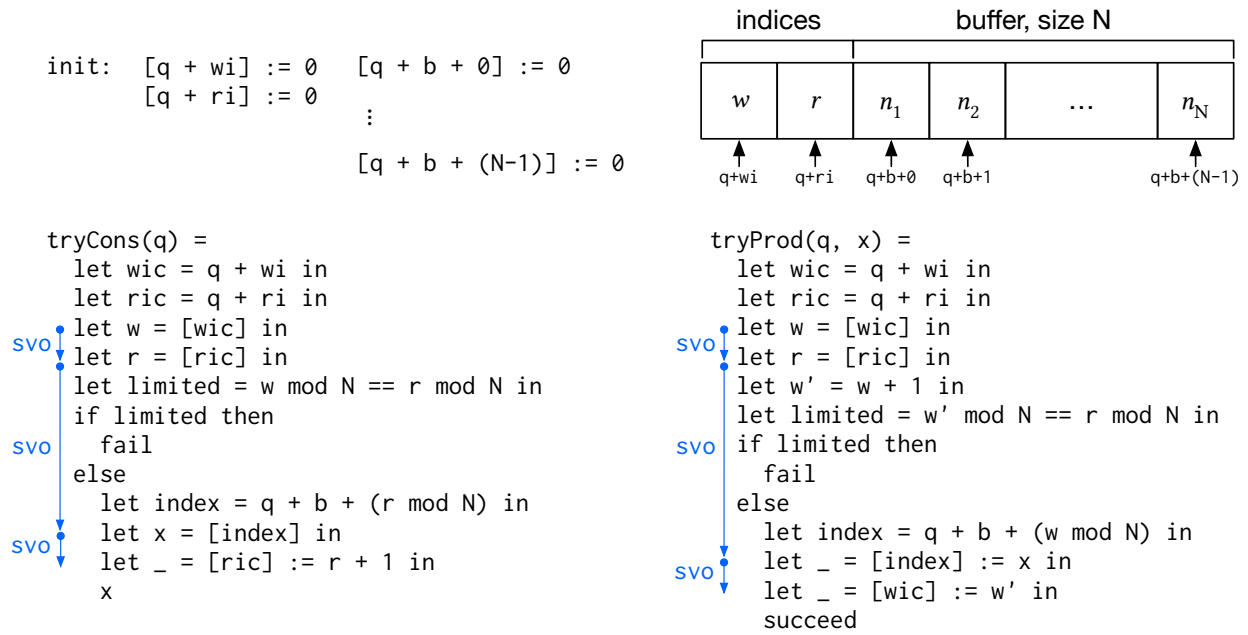 indices buffer, size N
init: [q + wi] := 0 [q + b + 0] := 0
[q + ri] := 0
⋮
[q + b + (N-1)] := 0
w r n1 n2 ... nN
q+wi q+ri q+b+0 q+b+1 q+b+(N-1)
tryCons(q) =
let wic = q + wi in
let ric = q + ri in
let w = [wic] in
svo
let r = [ric] in
let limited = w mod N == r mod N in
if limited then
svo
fail
else
let index = q + b + (r mod N) in
let x = [index] in
svo
let _ = [ric] := r + 1 in
x
tryProd(q, x) =
let wic = q + wi in
let ric = q + ri in
let w = [wic] in
svo
let r = [ric] in
let w' = w + 1 in
let limited = w' mod N == r mod N in
svo
if limited then
fail
else
let index = q + b + (w mod N) in
let _ = [index] := x in
svo
let _ = [wic] := w' in
succeed